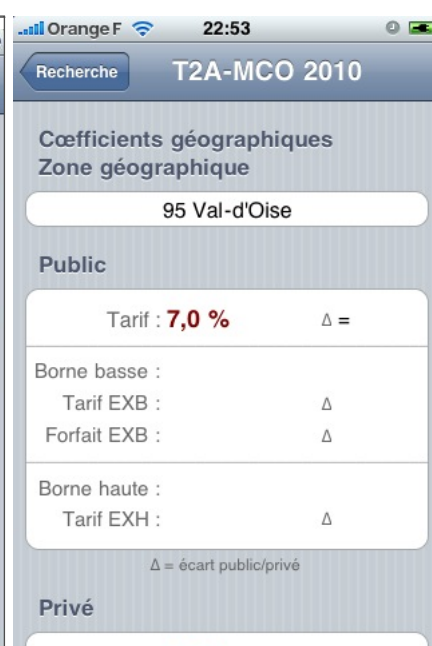 Orange F 22:53
Recherche T2A-MCO 2010
Cœfficients géographiques
Zone géographique
95 Val-d'Oise
Public
Tarif : 7,0 % Δ =
Borne basse :
Tarif EXB : Δ
Forfait EXB : Δ
Borne haute :
Tarif EXH : Δ
Δ = écart public/privé
Privé